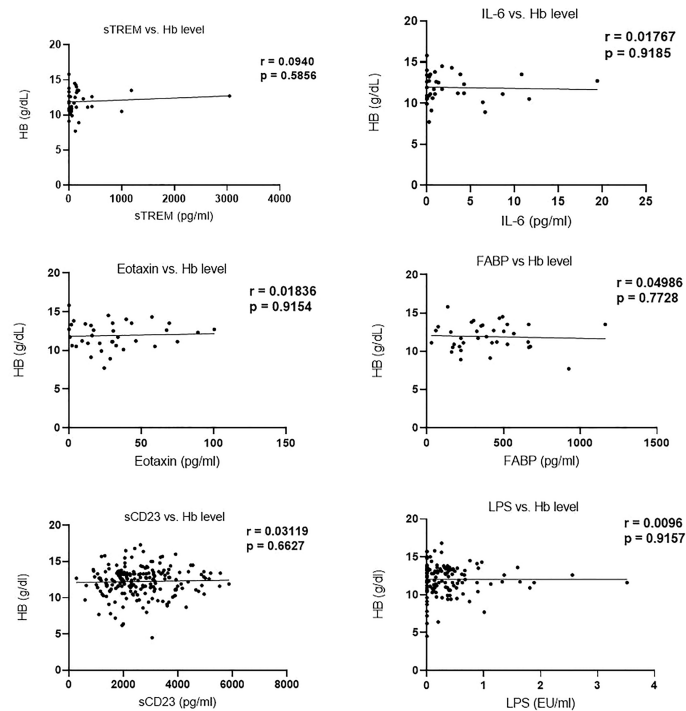 sTREM vs. Hb level
r = 0.0940
p = 0.5856
HB (g/dL)
20
15
10
5
0
0 1000 2000 3000 4000
sTREM (pg/ml)
IL-6 vs. Hb level
r = 0.01767
p = 0.9185
HB (g/dL)
20
15
10
5
0
0 5 10 15 20 25
IL-6 (pg/ml)
Eotaxin vs. Hb level
r = 0.01836
p = 0.9154
HB (g/dL)
20
15
10
5
0
0 50 100 150
Eotaxin (pg/ml)
FABP vs Hb level
r = 0.04986
p = 0.7728
HB (g/dL)
20
15
10
5
0
0 500 1000 1500
FABP (pg/ml)
sCD23 vs. Hb level
r = 0.03119
p = 0.6627
HB (g/dl)
20
15
10
5
0
0 2000 4000 6000 8000
sCD23 (pg/ml)
LPS vs. Hb level
r = 0.0096
p = 0.9157
HB (g/dl)
20
15
10
5
0
0 1 2 3 4
LPS (EU/ml)